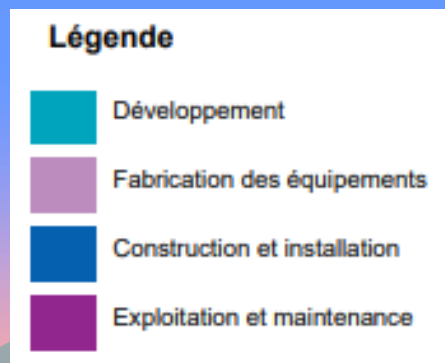 Légende
Développement
Fabrication des équipements
Construction et installation
Exploitation et maintenance